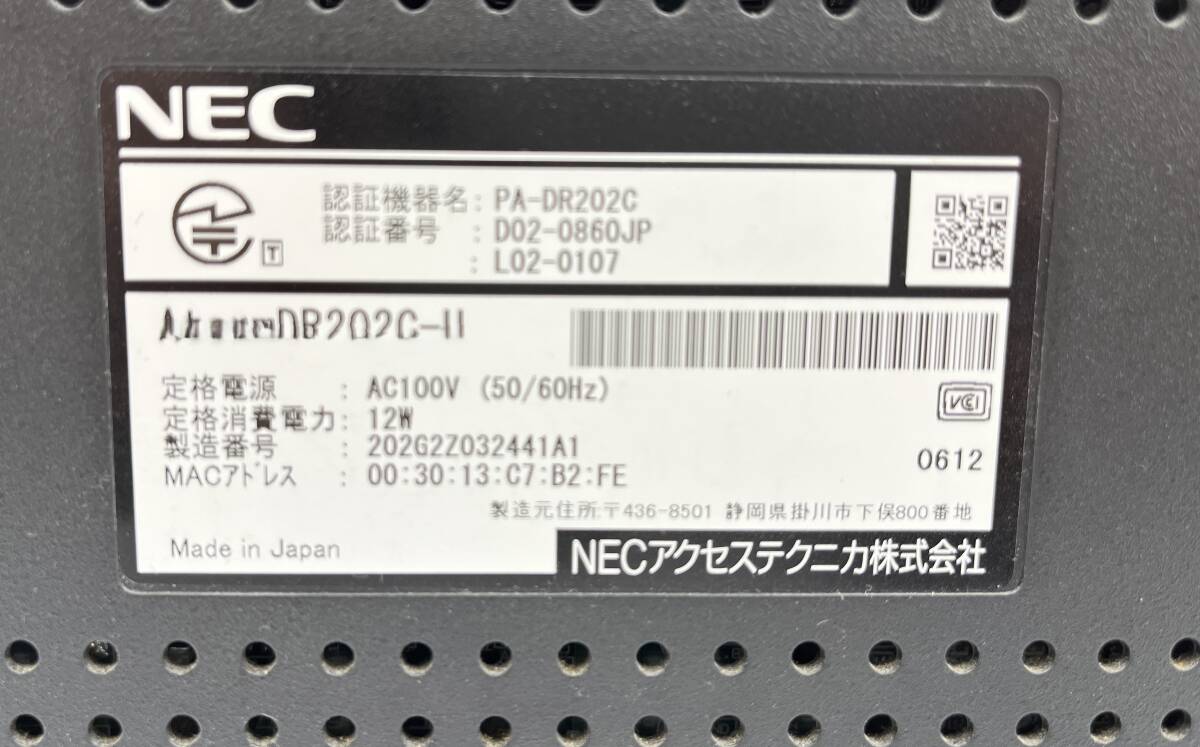 NEC
認証機器名: PA-DR202C
認証番号 : D02-0860JP
: L02-0107
T
DR202C-II
定格電源 : AC100V (50/60Hz)
VCI
定格消費電力: 12W
製造番号 : 202G2Z032441A1
MACアドレス : 00:30:13:C7:B2:FE
0612
製造元住所:〒436-8501 静岡県掛川市下俣800番地
Made in Japan
NECアクセステクニカ株式会社